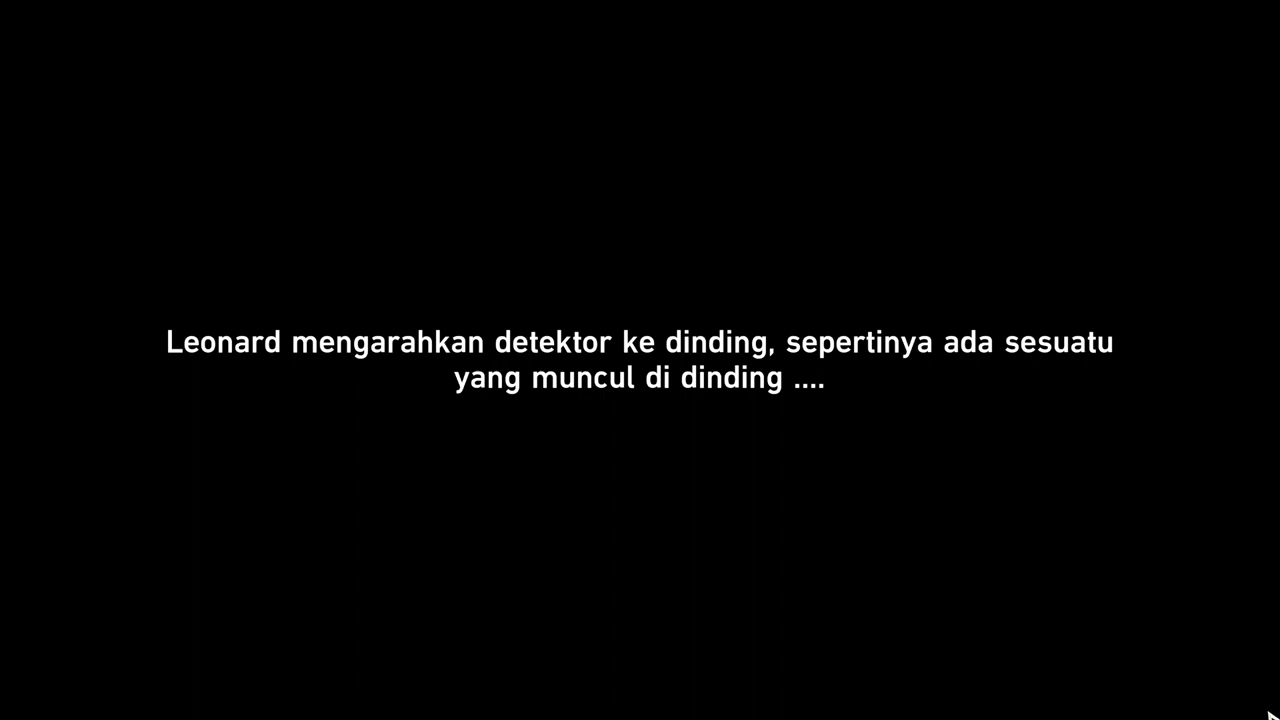 Leonard mengarahkan detektor ke dinding, sepertinya ada sesuatu
yang muncul di dinding ....